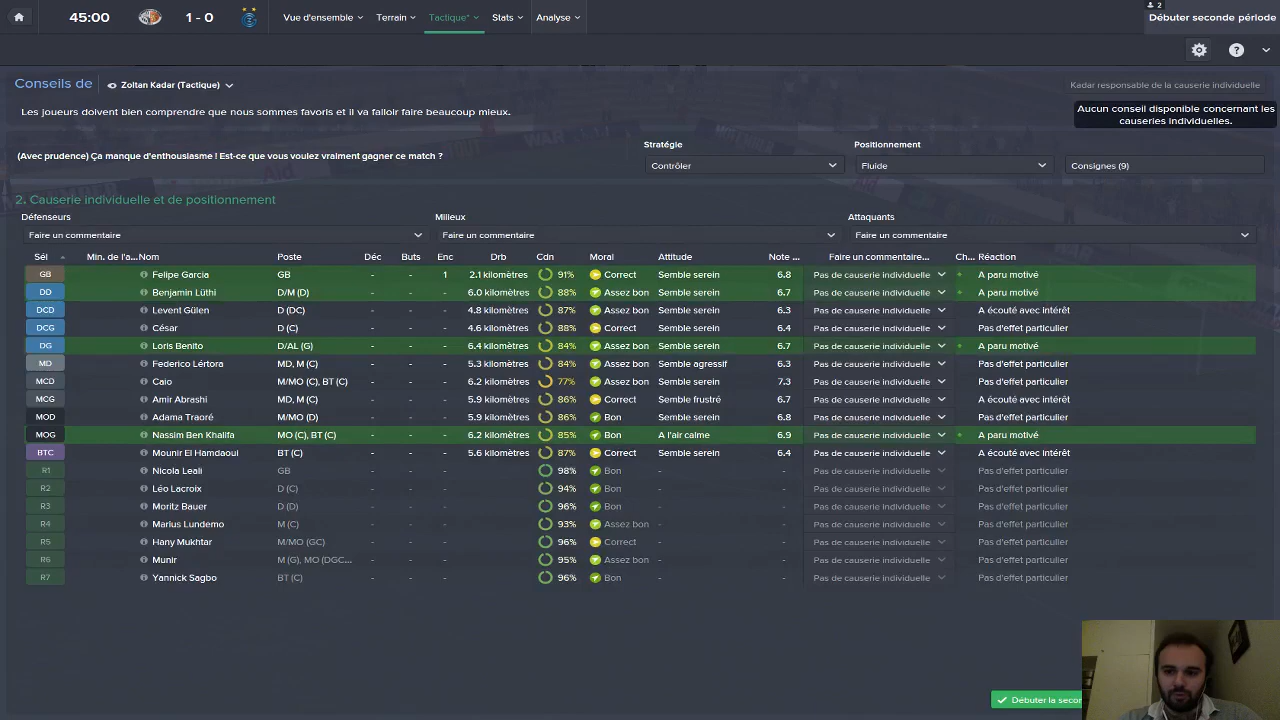 45:00 1 - 0 Vue d'ensemble Terrain Tactique* Stats Analyse 2 Débuter seconde période
Conseils de Zoltan Kadar (Tactique) Kadar responsable de la causerie individuelle
Les joueurs doivent bien comprendre que nous sommes favoris et il va falloir faire beaucoup mieux.
Aucun conseil disponible concernant les
causeries individuelles.
Stratégie Positionnement
(Avec prudence) Ça manque d'enthousiasme ! Est-ce que vous voulez vraiment gagner ce match ?
Contrôler Fluide Consignes (9)
2. Causerie individuelle et de positionnement
Défenseurs Milieux Attaquants
Faire un commentaire Faire un commentaire Faire un commentaire
Sél Min. de l'a... Nom Poste Déc Buts Enc Drb Cdn Moral Attitude Note ... Faire un commentaire... Ch... Réaction
GB Felipe Garcia GB - - 1 2.1 kilomètres 91% Correct Semble serein 6.8 Pas de causerie individuelle A paru motivé
DD Benjamin Lüthi D/M (D) - - - 6.0 kilomètres 88% Assez bon Semble serein 6.7 Pas de causerie individuelle A paru motivé
DCD Levent Gülen D (DC) - - - 4.8 kilomètres 87% Assez bon Semble serein 6.3 Pas de causerie individuelle A écouté avec intérêt
DCG César D (C) - - - 4.6 kilomètres 88% Correct Semble serein 6.4 Pas de causerie individuelle Pas d'effet particulier
DG Loris Benito D/AL (G) - - - 6.4 kilomètres 84% Assez bon Semble serein 6.7 Pas de causerie individuelle A paru motivé
MD Federico Lértora MD, M (C) - - - 5.3 kilomètres 84% Assez bon Semble agressif 6.3 Pas de causerie individuelle Pas d'effet particulier
MCD Caio M/MO (C), BT (C) - - - 6.2 kilomètres 77% Assez bon Semble serein 7.3 Pas de causerie individuelle Pas d'effet particulier
MCG Amir Abrashi MD, M (C) - - - 5.9 kilomètres 86% Correct Semble frustré 6.7 Pas de causerie individuelle A écouté avec intérêt
MOD Adama Traoré M/MO (D) - - - 5.9 kilomètres 86% Bon Semble serein 6.8 Pas de causerie individuelle Pas d'effet particulier
MOG Nassim Ben Khalifa MO (C), BT (C) - - - 6.2 kilomètres 85% Bon A l'air calme 6.9 Pas de causerie individuelle A paru motivé
BTC Mounir El Hamdaoui BT (C) - - - 5.6 kilomètres 87% Correct Semble serein 6.4 Pas de causerie individuelle A écouté avec intérêt
R1 Nicola Leali GB 98% Bon - - Pas de causerie individuelle Pas d'effet particulier
R2 Léo Lacroix D (C) 94% Bon - - Pas de causerie individuelle Pas d'effet particulier
R3 Moritz Bauer D (D) 96% Bon - - Pas de causerie individuelle Pas d'effet particulier
R4 Marius Lundemo M (C) 93% Assez bon - - Pas de causerie individuelle Pas d'effet particulier
R5 Hany Mukhtar M/MO (GC) 96% Correct - - Pas de causerie individuelle Pas d'effet particulier
R6 Munir M (G), MO (DGC... 95% Assez bon - - Pas de causerie individuelle Pas d'effet particulier
R7 Yannick Sagbo BT (C) 96% Bon - - Pas de causerie individuelle Pas d'effet particulier
Débuter la secon